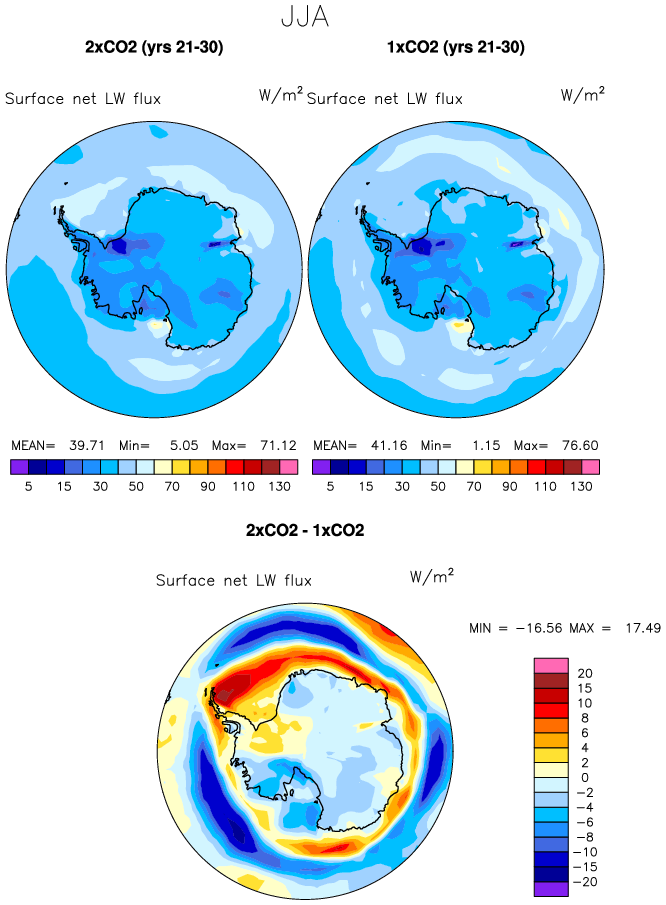 JJA
2xCO2 (yrs 21-30) 1xCO2 (yrs 21-30)
Surface net LW flux W/m² Surface net LW flux W/m²
MEAN= 39.71 Min= 5.05 Max= 71.12 MEAN= 41.16 Min= 1.15 Max= 76.60
5 15 30 50 70 90 110 130 5 15 30 50 70 90 110 130
2xCO2 - 1xCO2
Surface net LW flux W/m²
MIN = -16.56 MAX = 17.49
20
15
10
8
6
4
2
0
-2
-4
-6
-8
-10
-15
-20